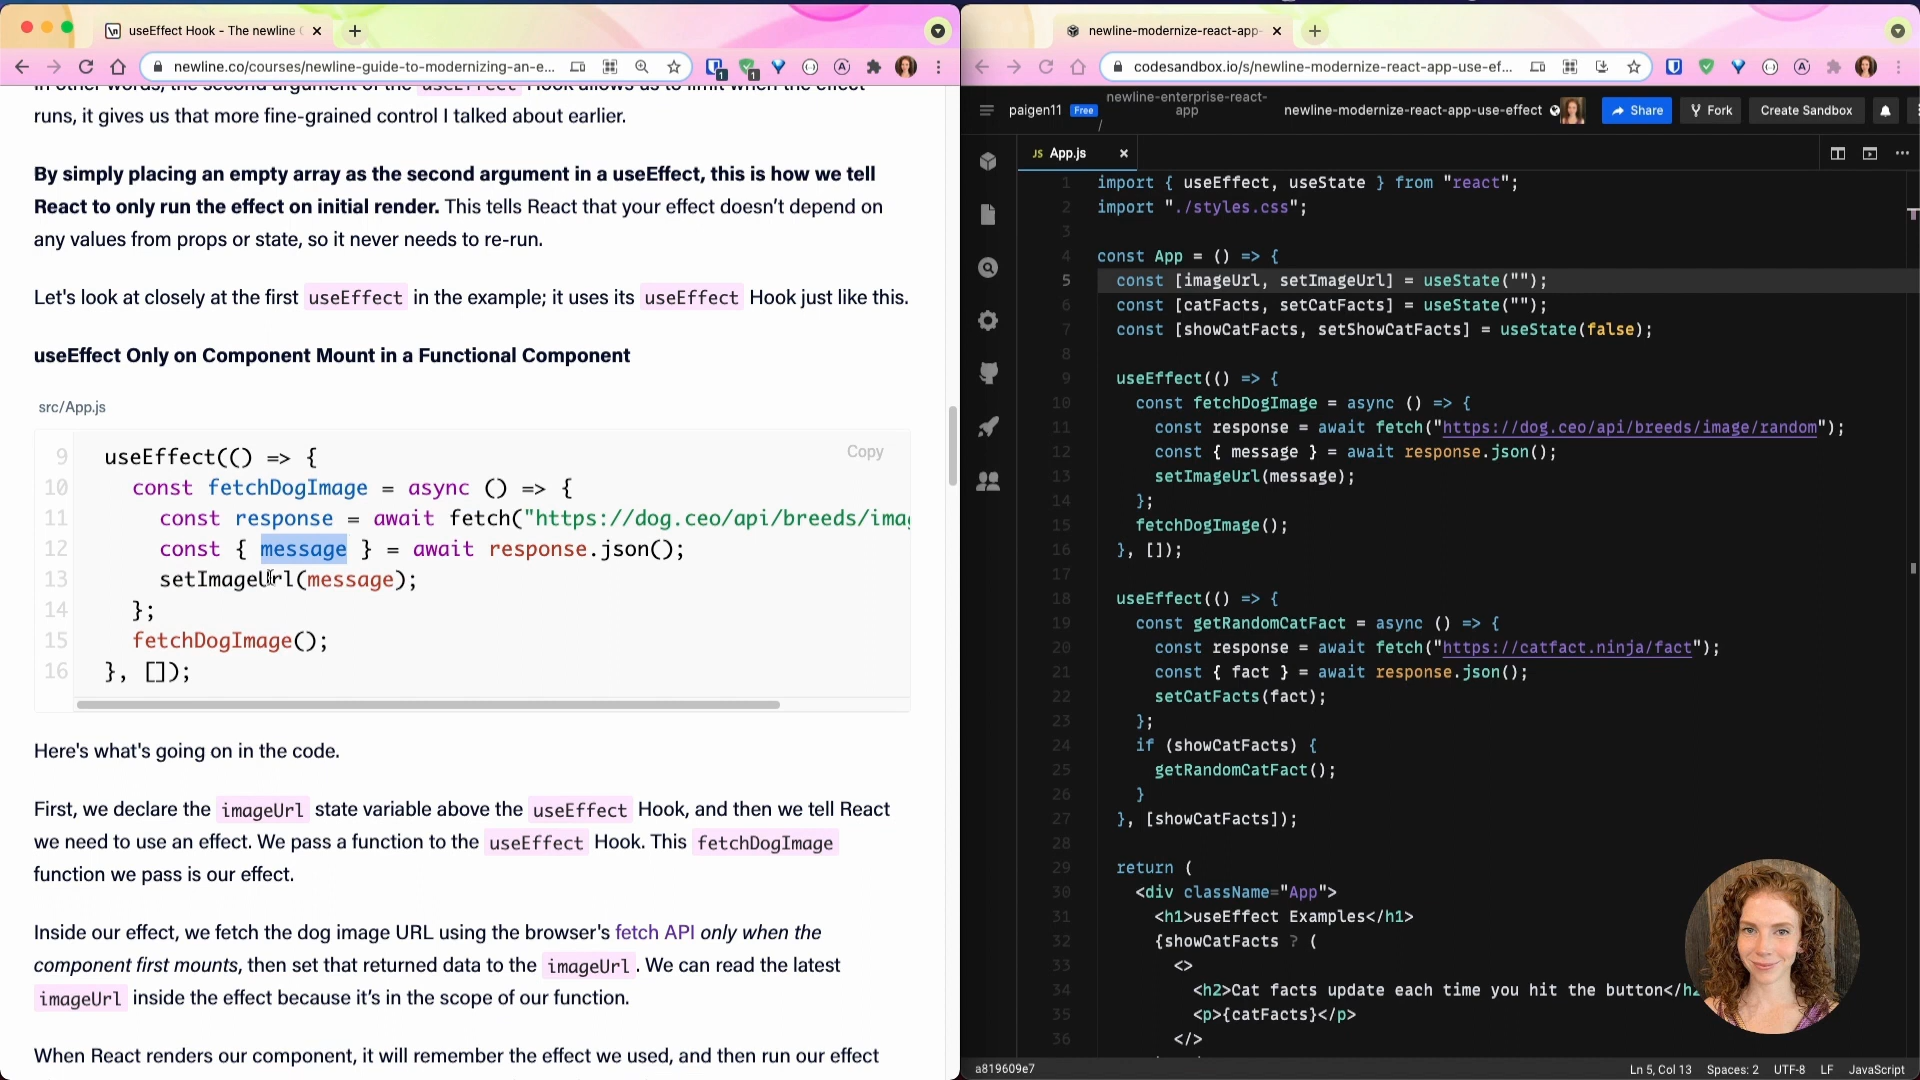 useEffect Hook - The newline
newline.co/courses/newline-guide-to-modernizing-an-e...
In other words, the second argument of the useEffect Hook allows us to limit when the effect
runs, it gives us that more fine-grained control I talked about earlier.
By simply placing an empty array as the second argument in a useEffect, this is how we tell
React to only run the effect on initial render. This tells React that your effect doesn't depend on
any values from props or state, so it never needs to re-run.
Let's look at closely at the first useEffect in the example; it uses its useEffect Hook just like this.
useEffect Only on Component Mount in a Functional Component
src/App.js
Copy
9 useEffect(() => {
10 const fetchDogImage = async () => {
11 const response = await fetch("https://dog.ceo/api/breeds/imag
12 const { message } = await response.json();
13 setImageUrl(message);
14 };
15 fetchDogImage();
16 }, []);
Here's what's going on in the code.
First, we declare the imageUrl state variable above the useEffect Hook, and then we tell React
we need to use an effect. We pass a function to the useEffect Hook. This fetchDogImage
function we pass is our effect.
Inside our effect, we fetch the dog image URL using the browser's fetch API only when the
component first mounts, then set that returned data to the imageUrl. We can read the latest
imageUrl inside the effect because it's in the scope of our function.
When React renders our component, it will remember the effect we used, and then run our effect
newline-modernize-react-app-
codesandbox.io/s/newline-modernize-react-app-use-ef...
paigen11 Free
newline-enterprise-react-
app
/
newline-modernize-react-app-use-effect
Share
Fork
Create Sandbox
JS App.js
1 import { useEffect, useState } from "react";
2 import "./styles.css";
3
4 const App = () => {
5 const [imageUrl, setImageUrl] = useState("");
6 const [catFacts, setCatFacts] = useState("");
7 const [showCatFacts, setShowCatFacts] = useState(false);
8
9 useEffect(() => {
10 const fetchDogImage = async () => {
11 const response = await fetch("https://dog.ceo/api/breeds/image/random");
12 const { message } = await response.json();
13 setImageUrl(message);
14 };
15 fetchDogImage();
16 }, []);
17
18 useEffect(() => {
19 const getRandomCatFact = async () => {
20 const response = await fetch("https://catfact.ninja/fact");
21 const { fact } = await response.json();
22 setCatFacts(fact);
23 };
24 if (showCatFacts) {
25 getRandomCatFact();
26 }
27 }, [showCatFacts]);
28
29 return (
30 <div className="App">
31 <h1>useEffect Examples</h1>
32 {showCatFacts ? (
33 <>
34 <h2>Cat facts update each time you hit the button</h2
35 <p>{catFacts}</p>
36 </>
a819609e7
Ln 5, Col 13 Spaces: 2 UTF-8 LF JavaScript